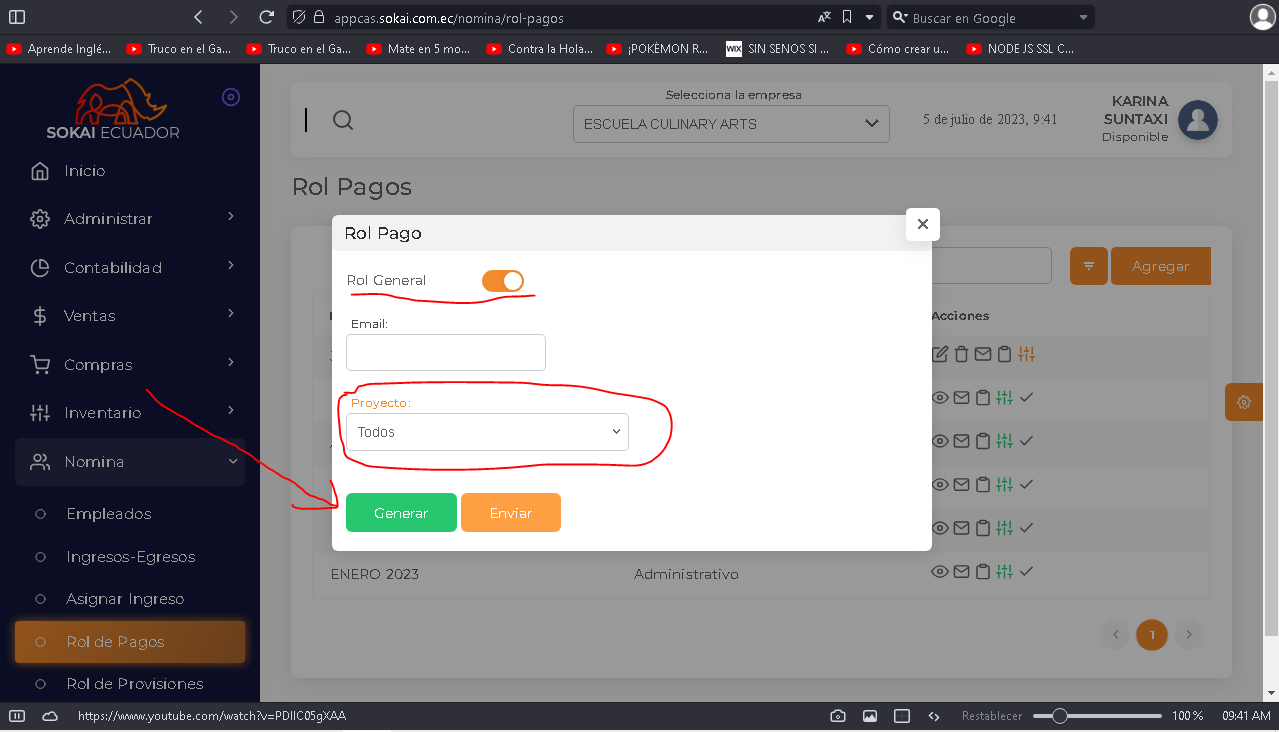 appcas.sokai.com.ec/nomina/rol-pagos
Buscar en Google
Aprende Inglé...
Truco en el Ga...
Truco en el Ga...
Mate en 5 mo...
Contra la Hola...
¡POKÉMON R...
WIX
SIN SENOS SI ...
Cómo crear u...
NODE JS SSL C...
SOKAI ECUADOR
Inicio
Administrar
Contabilidad
Ventas
Compras
Inventario
Nomina
Empleados
Ingresos-Egresos
Asignar Ingreso
Rol de Pagos
Rol de Provisiones
Selecciona la empresa
ESCUELA CULINARY ARTS
5 de julio de 2023, 9:41
KARINA
SUNTAXI
Disponible
Rol Pagos
Rol Pago
Rol General
Email:
Proyecto:
Todos
Generar
Enviar
Agregar
Acciones
ENERO 2023
Administrativo
1
https://www.youtube.com/watch?v=PDIIC05gXAA
Restablecer
100 %
09:41 AM